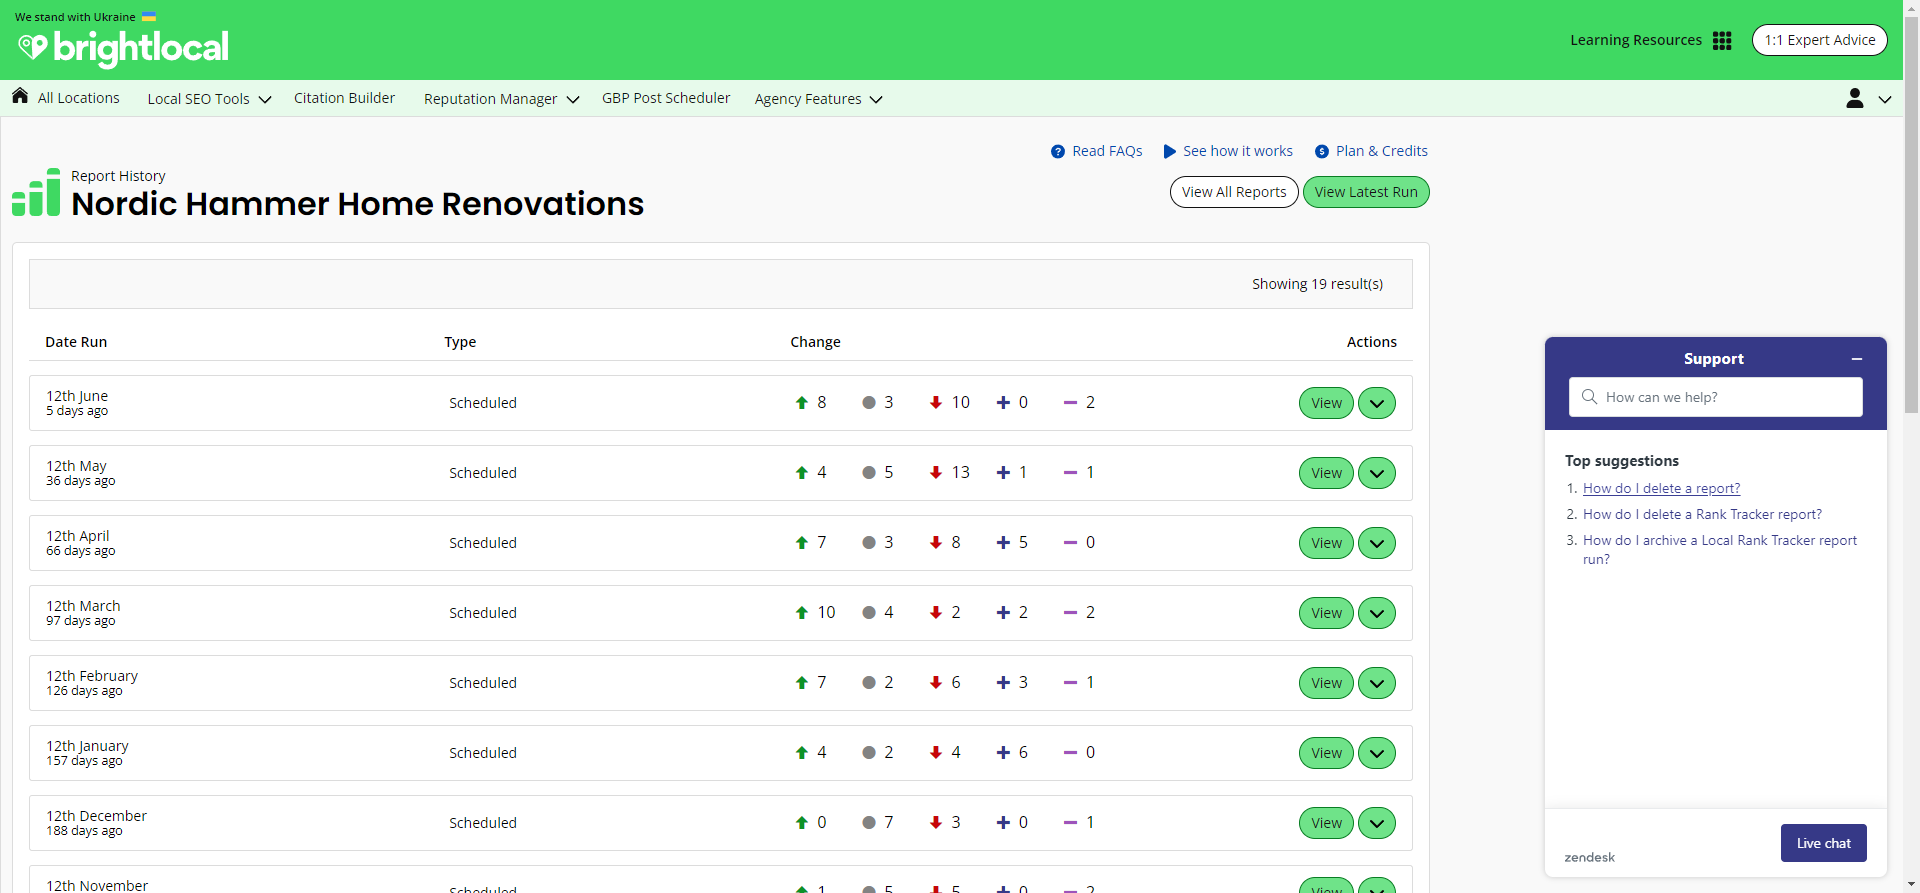 We stand with Ukraine
brightlocal
Learning Resources
1:1 Expert Advice
All Locations
Local SEO Tools
Citation Builder
Reputation Manager
GBP Post Scheduler
Agency Features
Read FAQs
See how it works
Plan & Credits
Report History
Nordic Hammer Home Renovations
View All Reports
View Latest Run
Showing 19 result(s)
Date Run Type Change Actions
12th June
5 days ago
Scheduled 8 3 10 0 2 View
12th May
36 days ago
Scheduled 4 5 13 1 1 View
12th April
66 days ago
Scheduled 7 3 8 5 0 View
12th March
97 days ago
Scheduled 10 4 2 2 2 View
12th February
126 days ago
Scheduled 7 2 6 3 1 View
12th January
157 days ago
Scheduled 4 2 4 6 0 View
12th December
188 days ago
Scheduled 0 7 3 0 1 View
12th November
Scheduled 1 5 5 0 2 View
Support
How can we help?
Top suggestions
1. How do I delete a report?
2. How do I delete a Rank Tracker report?
3. How do I archive a Local Rank Tracker report
run?
zendesk
Live chat